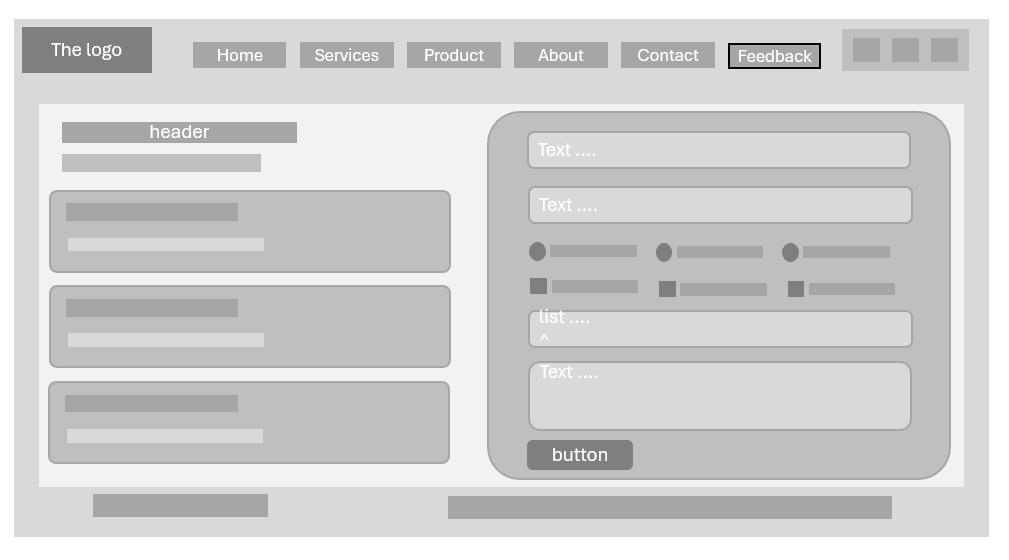 The logo
Home
Services
Product
About
Contact
Feedback
header
Text ....
Text ....
list ....
^
Text ....
button